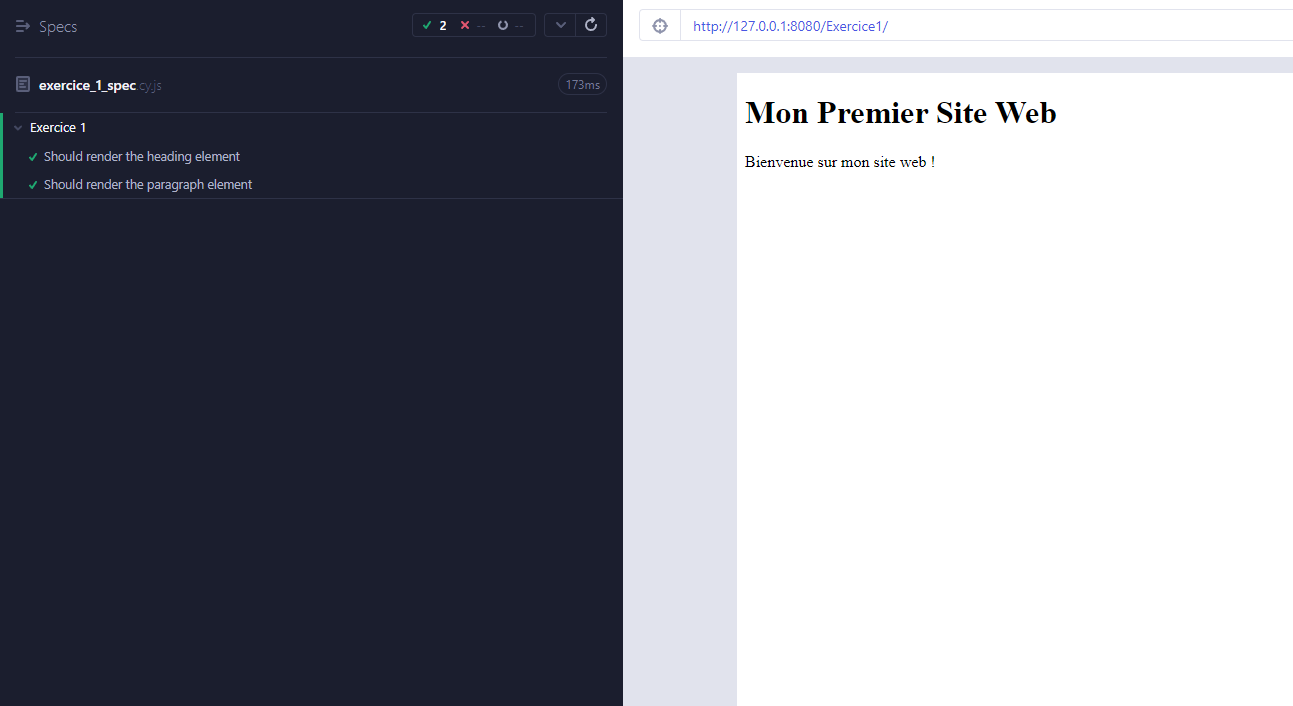 Specs
2 -- --
exercice_1_spec.cy.js
173ms
Exercice 1
Should render the heading element
Should render the paragraph element
http://127.0.0.1:8080/Exercice1/
Mon Premier Site Web
Bienvenue sur mon site web !